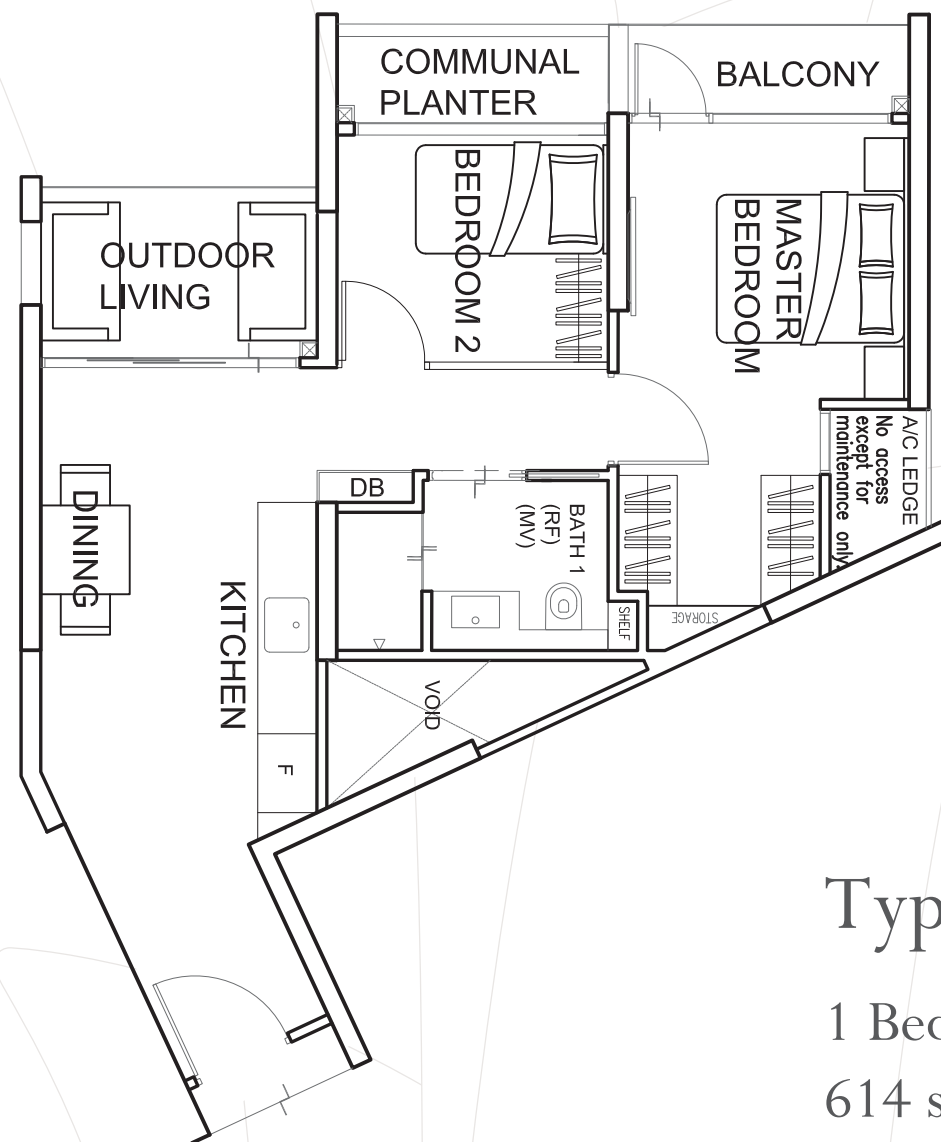 COMMUNAL
PLANTER
BALCONY
BEDROOM 2
MASTER
BEDROOM
OUTDOOR
LIVING
A/C LEDGE
No access
except for
maintenance only.
DB
BATH 1
(RF)
(MV)
DINING
KITCHEN
SHELF
STORAGE
VOID
F
Typ
1 Bed
614 s